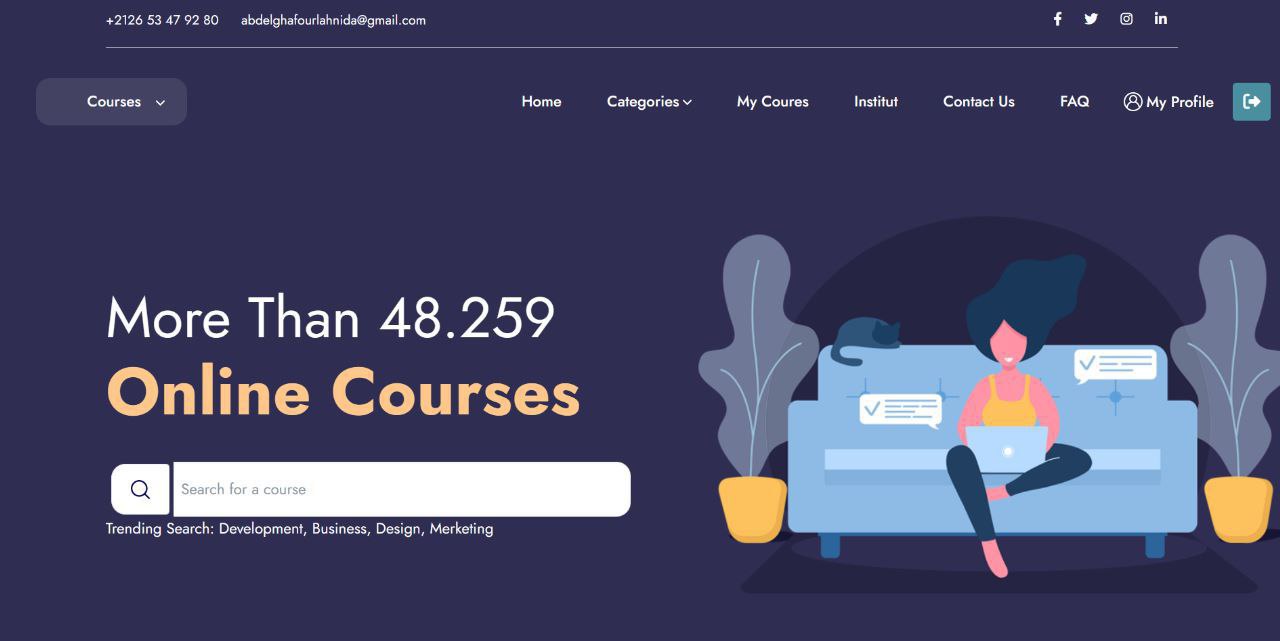 +2126 53 47 92 80 abdelghafourlahnida@gmail.com
Courses Home Categories My Coures Institut Contact Us FAQ My Profile
More Than 48.259
Online Courses
Search for a course
Trending Search: Development, Business, Design, Merketing